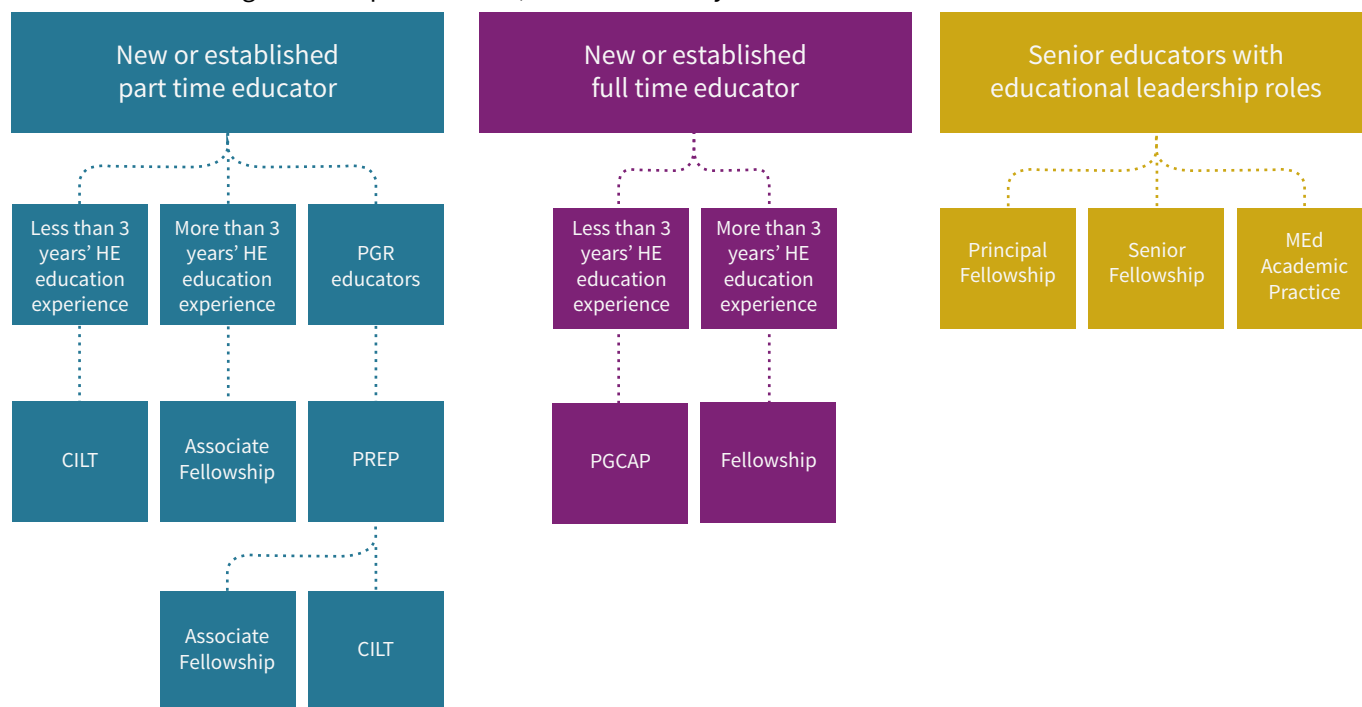 New or established
part time educator
New or established
full time educator
Senior educators with
educational leadership roles
Less than 3
years’ HE
education
experience
More than 3
years’ HE
education
experience
PGR
educators
Less than 3
years’ HE
education
experience
More than 3
years’ HE
education
experience
Principal
Fellowship
Senior
Fellowship
MEd
Academic
Practice
CILT
Associate
Fellowship
PREP
PGCAP
Fellowship
Associate
Fellowship
CILT